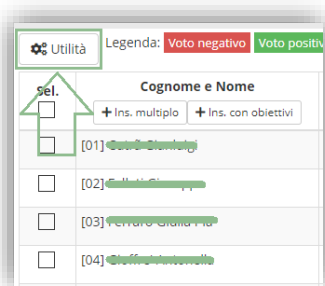 Utilità Legenda: Voto negativo Voto positiv
Sel. Cognome e Nome
+ Ins. multiplo + Ins. con obiettivi
[01]
[02]
[03]
[04]